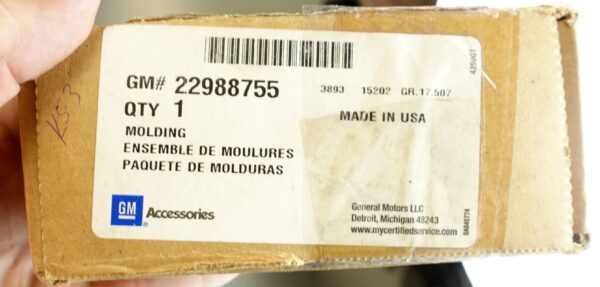 GM# 22988755
3893 15202 GR.17.507
QTY 1
MADE IN USA
MOLDING
ENSEMBLE DE MOULURES
PAQUETE DE MOLDURAS
GM Accessories
General Motors LLC
Detroit, Michigan 48243
www.mycertifiedservice.com
K53